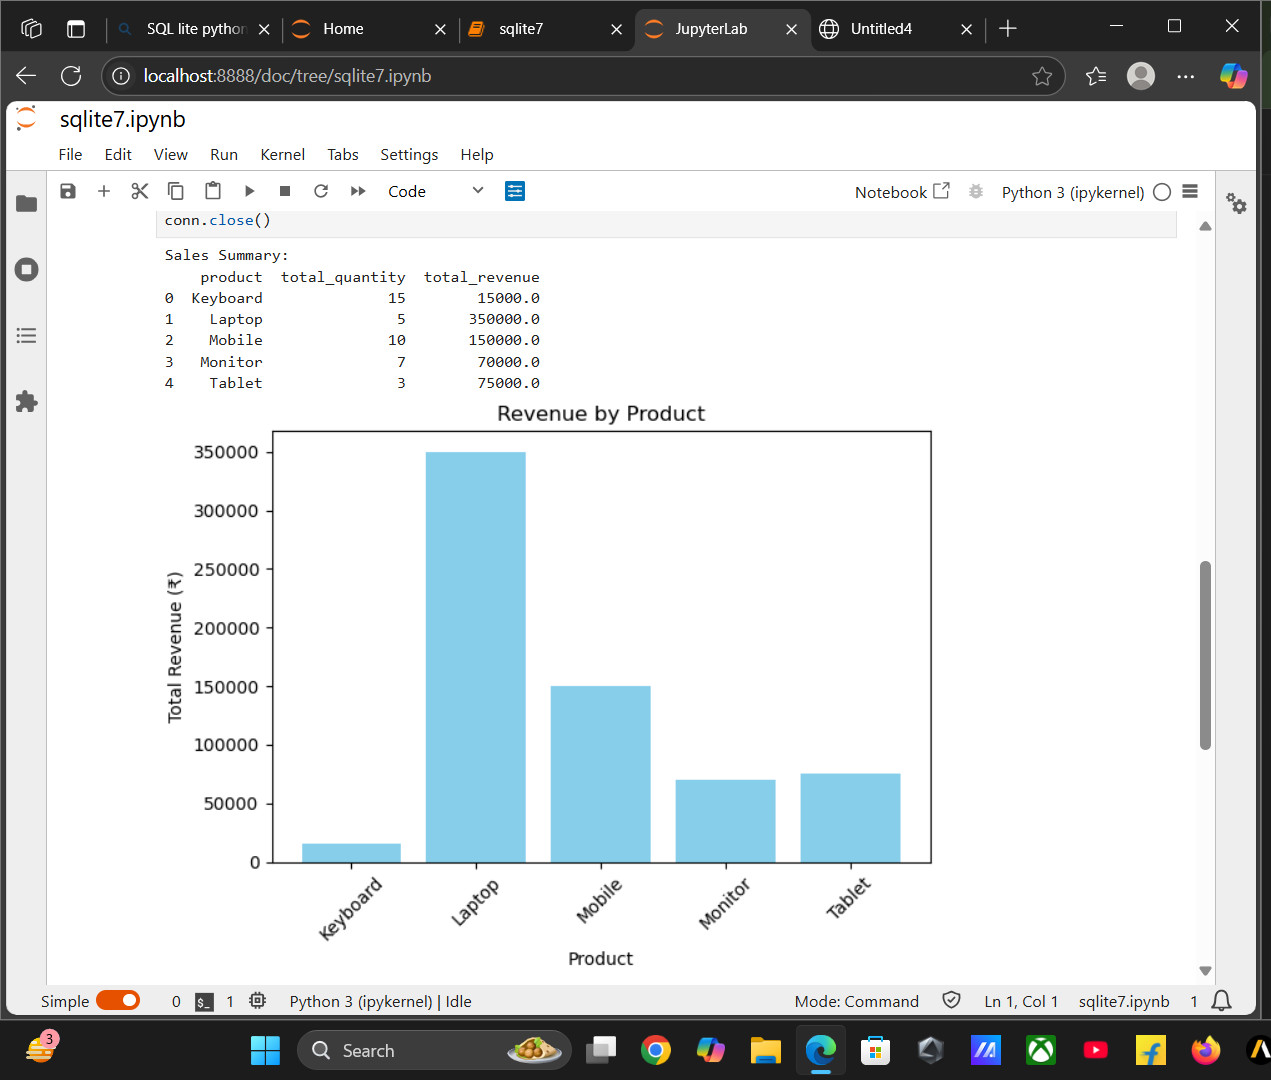 SQL lite python
Home
sqlite7
JupyterLab
Untitled4
localhost:8888/doc/tree/sqlite7.ipynb
sqlite7.ipynb
File Edit View Run Kernel Tabs Settings Help
Code
Notebook
Python 3 (ipykernel)
conn.close()
Sales Summary:
product total_quantity total_revenue
0 Keyboard 15 15000.0
1 Laptop 5 350000.0
2 Mobile 10 150000.0
3 Monitor 7 70000.0
4 Tablet 3 75000.0
Revenue by Product
350000
300000
250000
200000
150000
100000
50000
0
Total Revenue (₹)
Keyboard
Laptop
Mobile
Monitor
Tablet
Product
Simple 0 $_ 1 Python 3 (ipykernel) | Idle Mode: Command Ln 1, Col 1 sqlite7.ipynb 1
3
Search